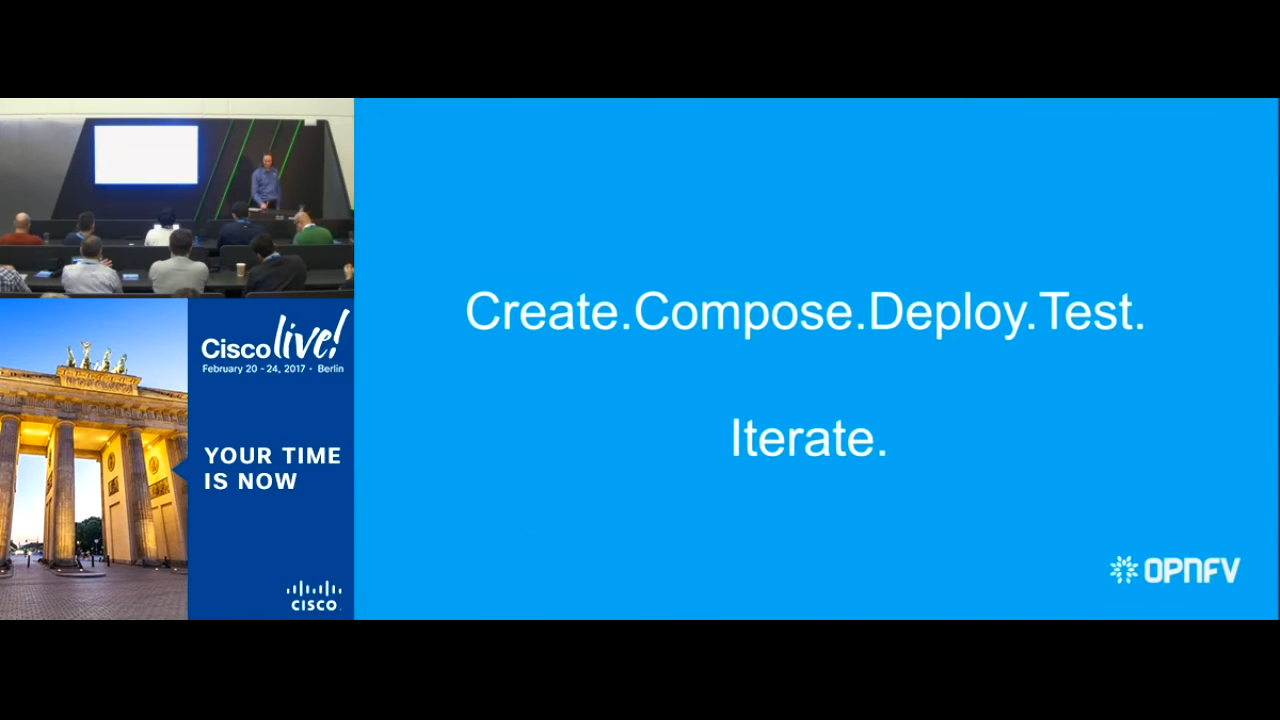 Cisco live!
February 20 - 24, 2017 • Berlin
YOUR TIME
IS NOW
CISCO
Create.Compose.Deploy.Test.
Iterate.
OPNFV